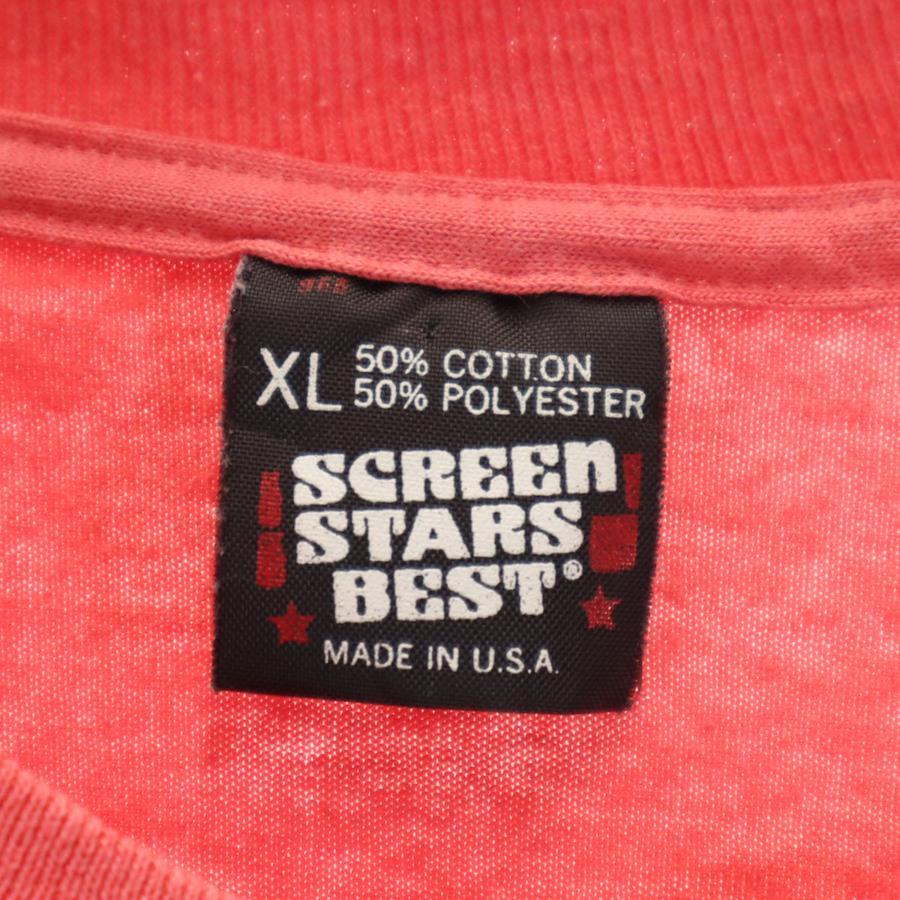 XL 50% COTTON
50% POLYESTER
SCREEN
STARS
BEST®
MADE IN U.S.A.